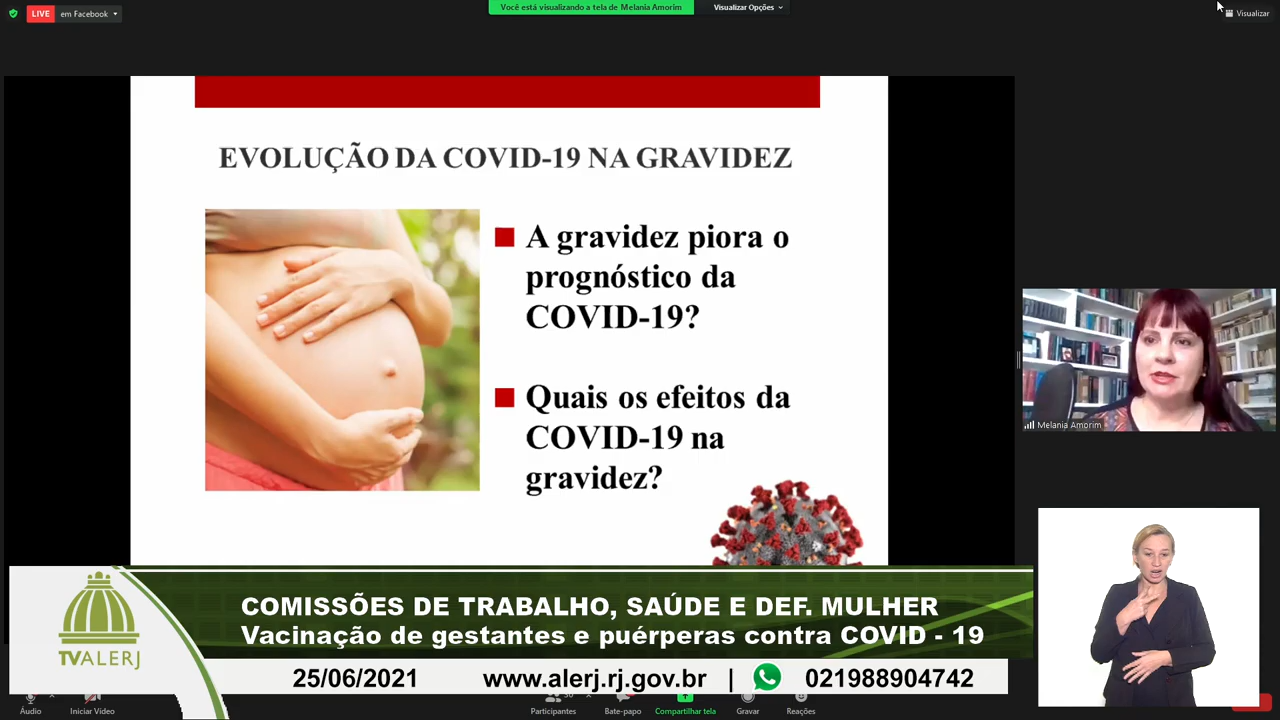 LIVE em Facebook
Você está visualizando a tela de Melania Amorim
Visualizar Opções
Visualizar
EVOLUÇÃO DA COVID-19 NA GRAVIDEZ
A gravidez piora o
prognóstico da
COVID-19?
Quais os efeitos da
COVID-19 na
gravidez?
Melania Amorim
COMISSÕES DE TRABALHO, SAÚDE E DEF. MULHER
Vacinação de gestantes e puérperas contra COVID - 19
TVALERJ
25/06/2021 www.alerj.rj.gov.br | 021988904742
Áudio
Iniciar Vídeo
Participantes
Bate-papo
Compartilhar tela
Gravar
Reações